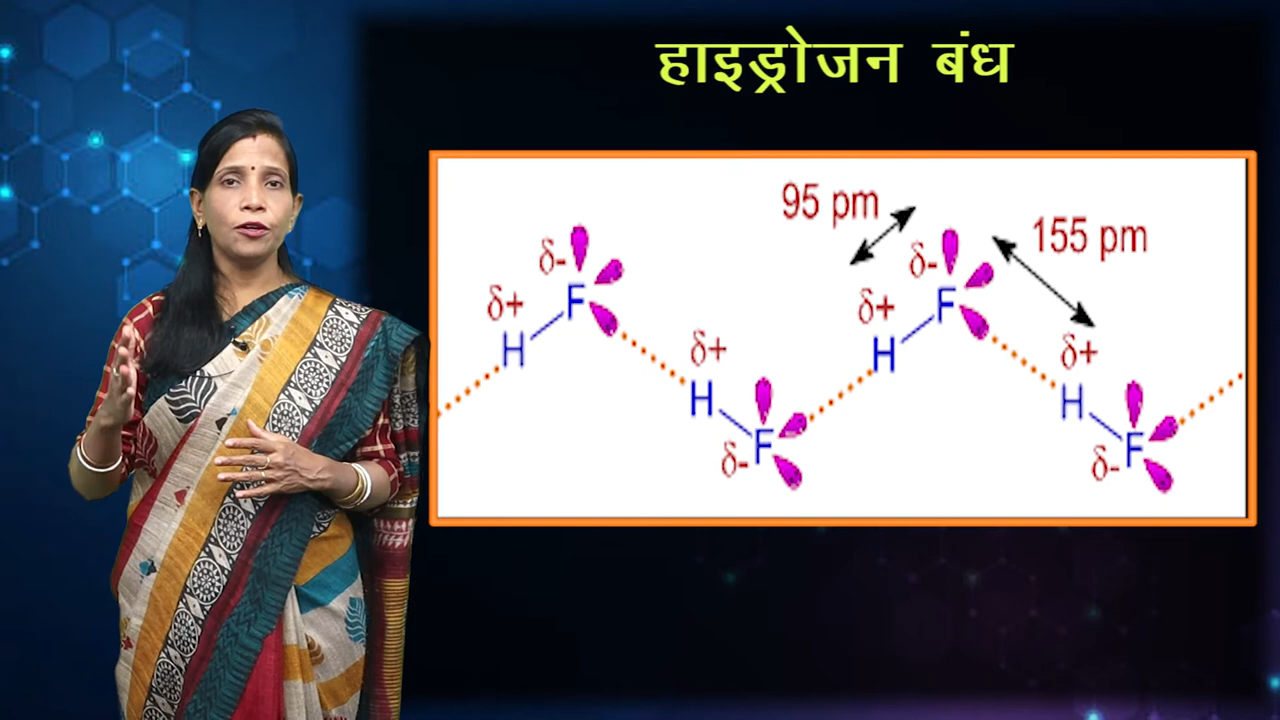 हाइड्रोजन बंध
95 pm
155 pm
δ- F δ- F
δ+ H δ+ H
δ+ H δ+ H
δ- F δ- F